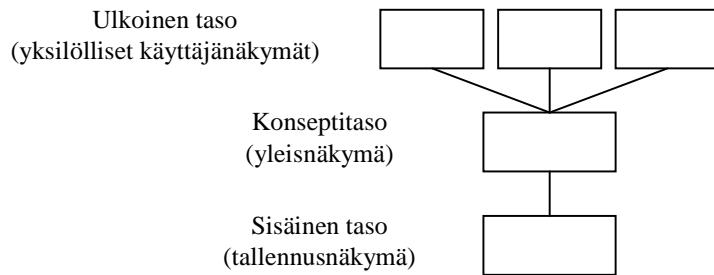 Ulkoinen taso
(yksilölliset käyttäjänäkymät)
Konseptitaso
(yleisnäkymä)
Sisäinen taso
(tallennusnäkymä)